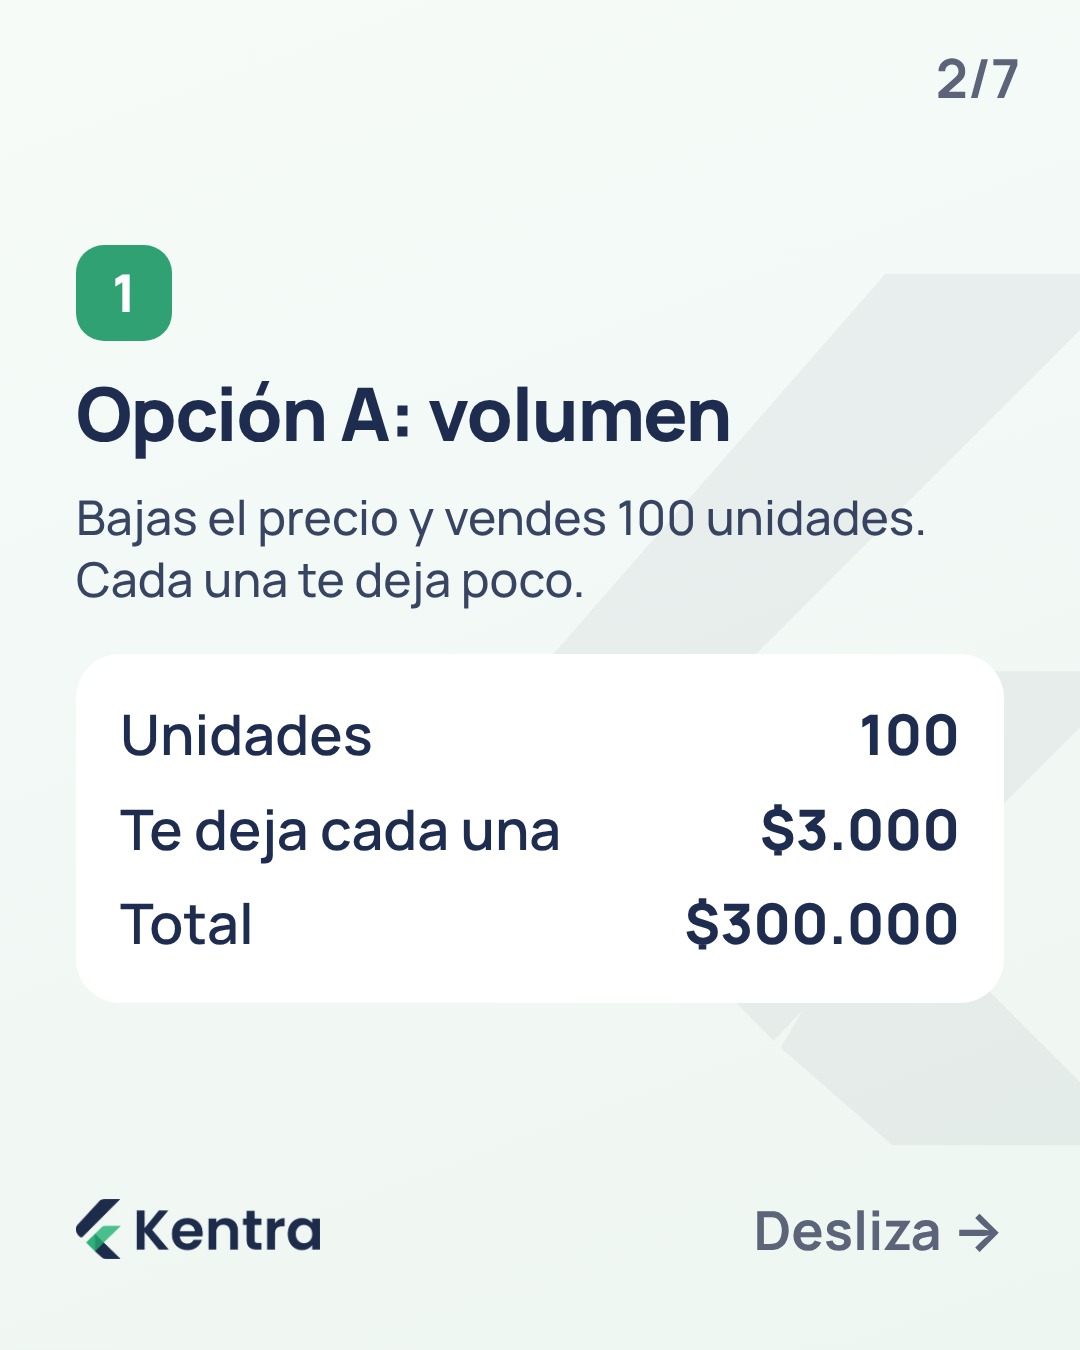 2/7
1
Opción A: volumen
Bajas el precio y vendes 100 unidades.
Cada una te deja poco.
Unidades 100
Te deja cada una $3.000
Total $300.000
Kentra
Desliza →